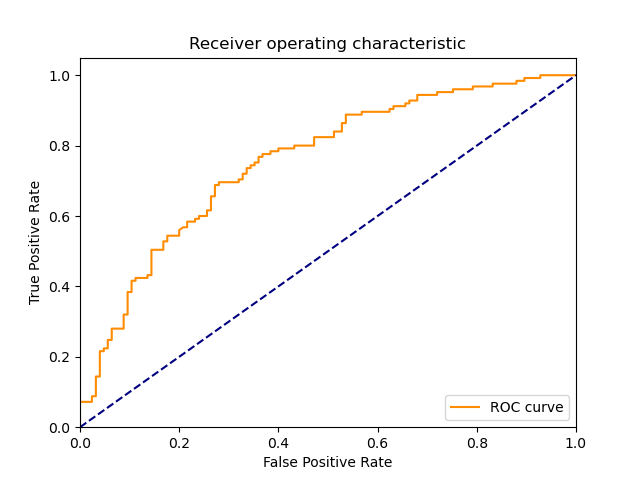 Receiver operating characteristic
1.0
0.8
0.6
0.4
0.2
0.0
True Positive Rate
ROC curve
0.0 0.2 0.4 0.6 0.8 1.0
False Positive Rate